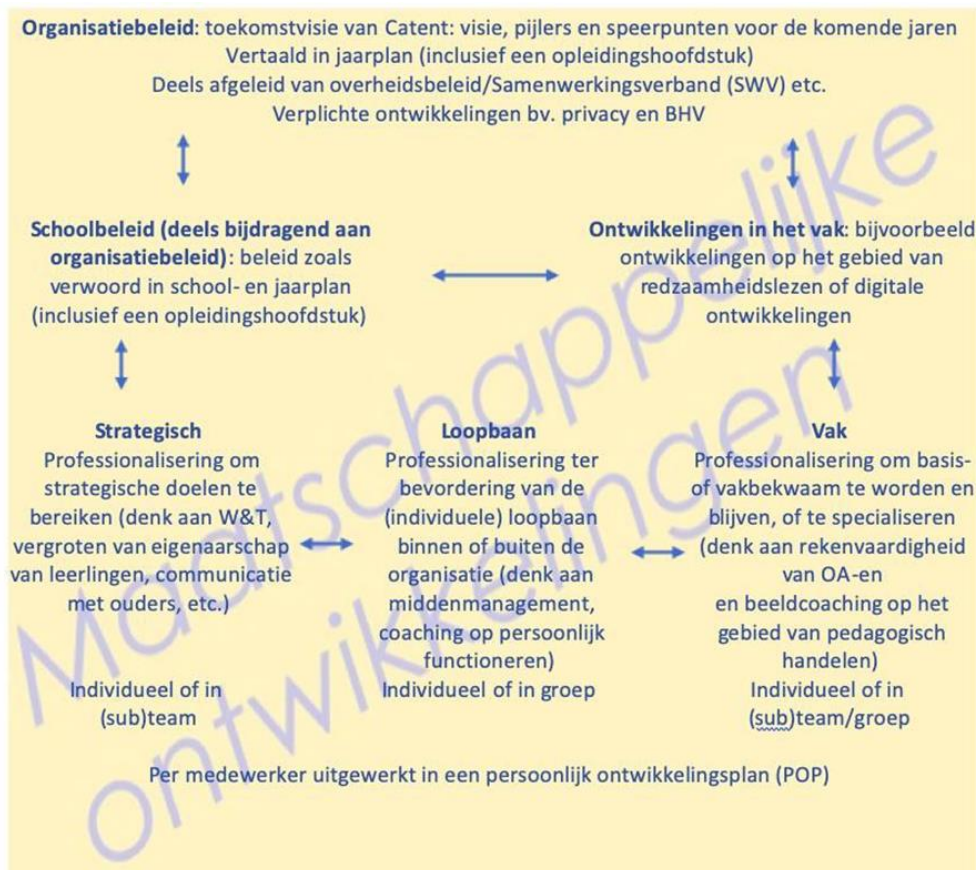 Organisatiebeleid: toekomstvisie van Catent: visie, pijlers en speerpunten voor de komende jaren
Vertaald in jaarplan (inclusief een opleidingshoofdstuk)
Deels afgeleid van overheidsbeleid/Samenwerkingsverband (SWV) etc.
Verplichte ontwikkelingen bv. privacy en BHV
Schoolbeleid (deels bijdragend aan
organisatiebeleid): beleid zoals
verwoord in school- en jaarplan
(inclusief een opleidingshoofdstuk)
Ontwikkelingen in het vak: bijvoorbeeld
ontwikkelingen op het gebied van
redzaamheidslezen of digitale
ontwikkelingen
Strategisch
Professionalisering om
strategische doelen te
bereiken (denk aan W&T,
vergroten van eigenaarschap
van leerlingen, communicatie
met ouders, etc.)
Individueel of in
(sub)team
Loopbaan
Professionalisering ter
bevordering van de
(individuele) loopbaan
binnen of buiten de
organisatie (denk aan
middenmanagement,
coaching op persoonlijk
functioneren)
Individueel of in groep
Vak
Professionalisering om basis-
of vakbekwaam te worden en
blijven, of te specialiseren
(denk aan rekenvaardigheid
van OA-en
en beeldcoaching op het
gebied van pedagogisch
handelen)
Individueel of in
(sub)team/groep
Per medewerker uitgewerkt in een persoonlijk ontwikkelingsplan (POP)
Maatschappelijke
ontwikkelingen